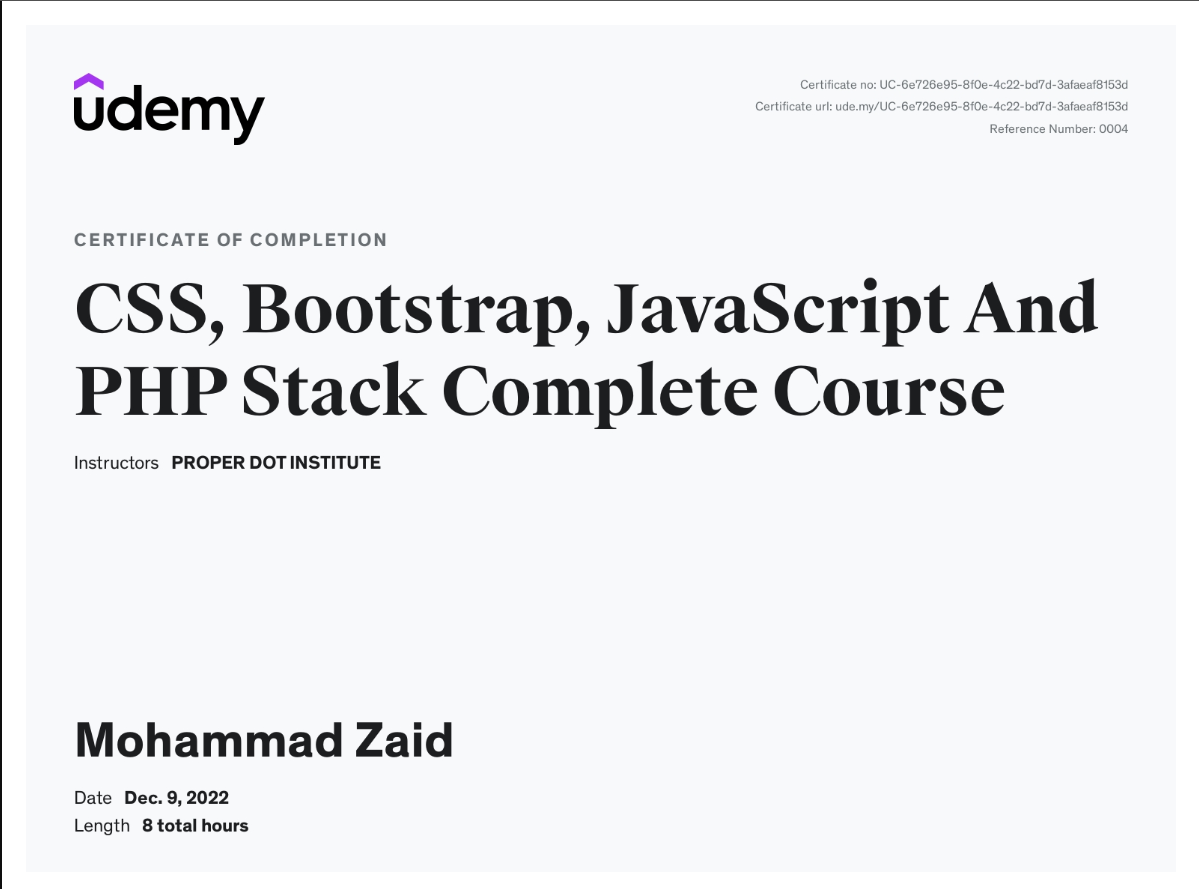 udemy
Certificate no: UC-6e726e95-8f0e-4c22-bd7d-3afaeaf8153d
Certificate url: ude.my/UC-6e726e95-8f0e-4c22-bd7d-3afaeaf8153d
Reference Number: 0004
CERTIFICATE OF COMPLETION
CSS, Bootstrap, JavaScript And
PHP Stack Complete Course
Instructors PROPER DOT INSTITUTE
Mohammad Zaid
Date Dec. 9, 2022
Length 8 total hours